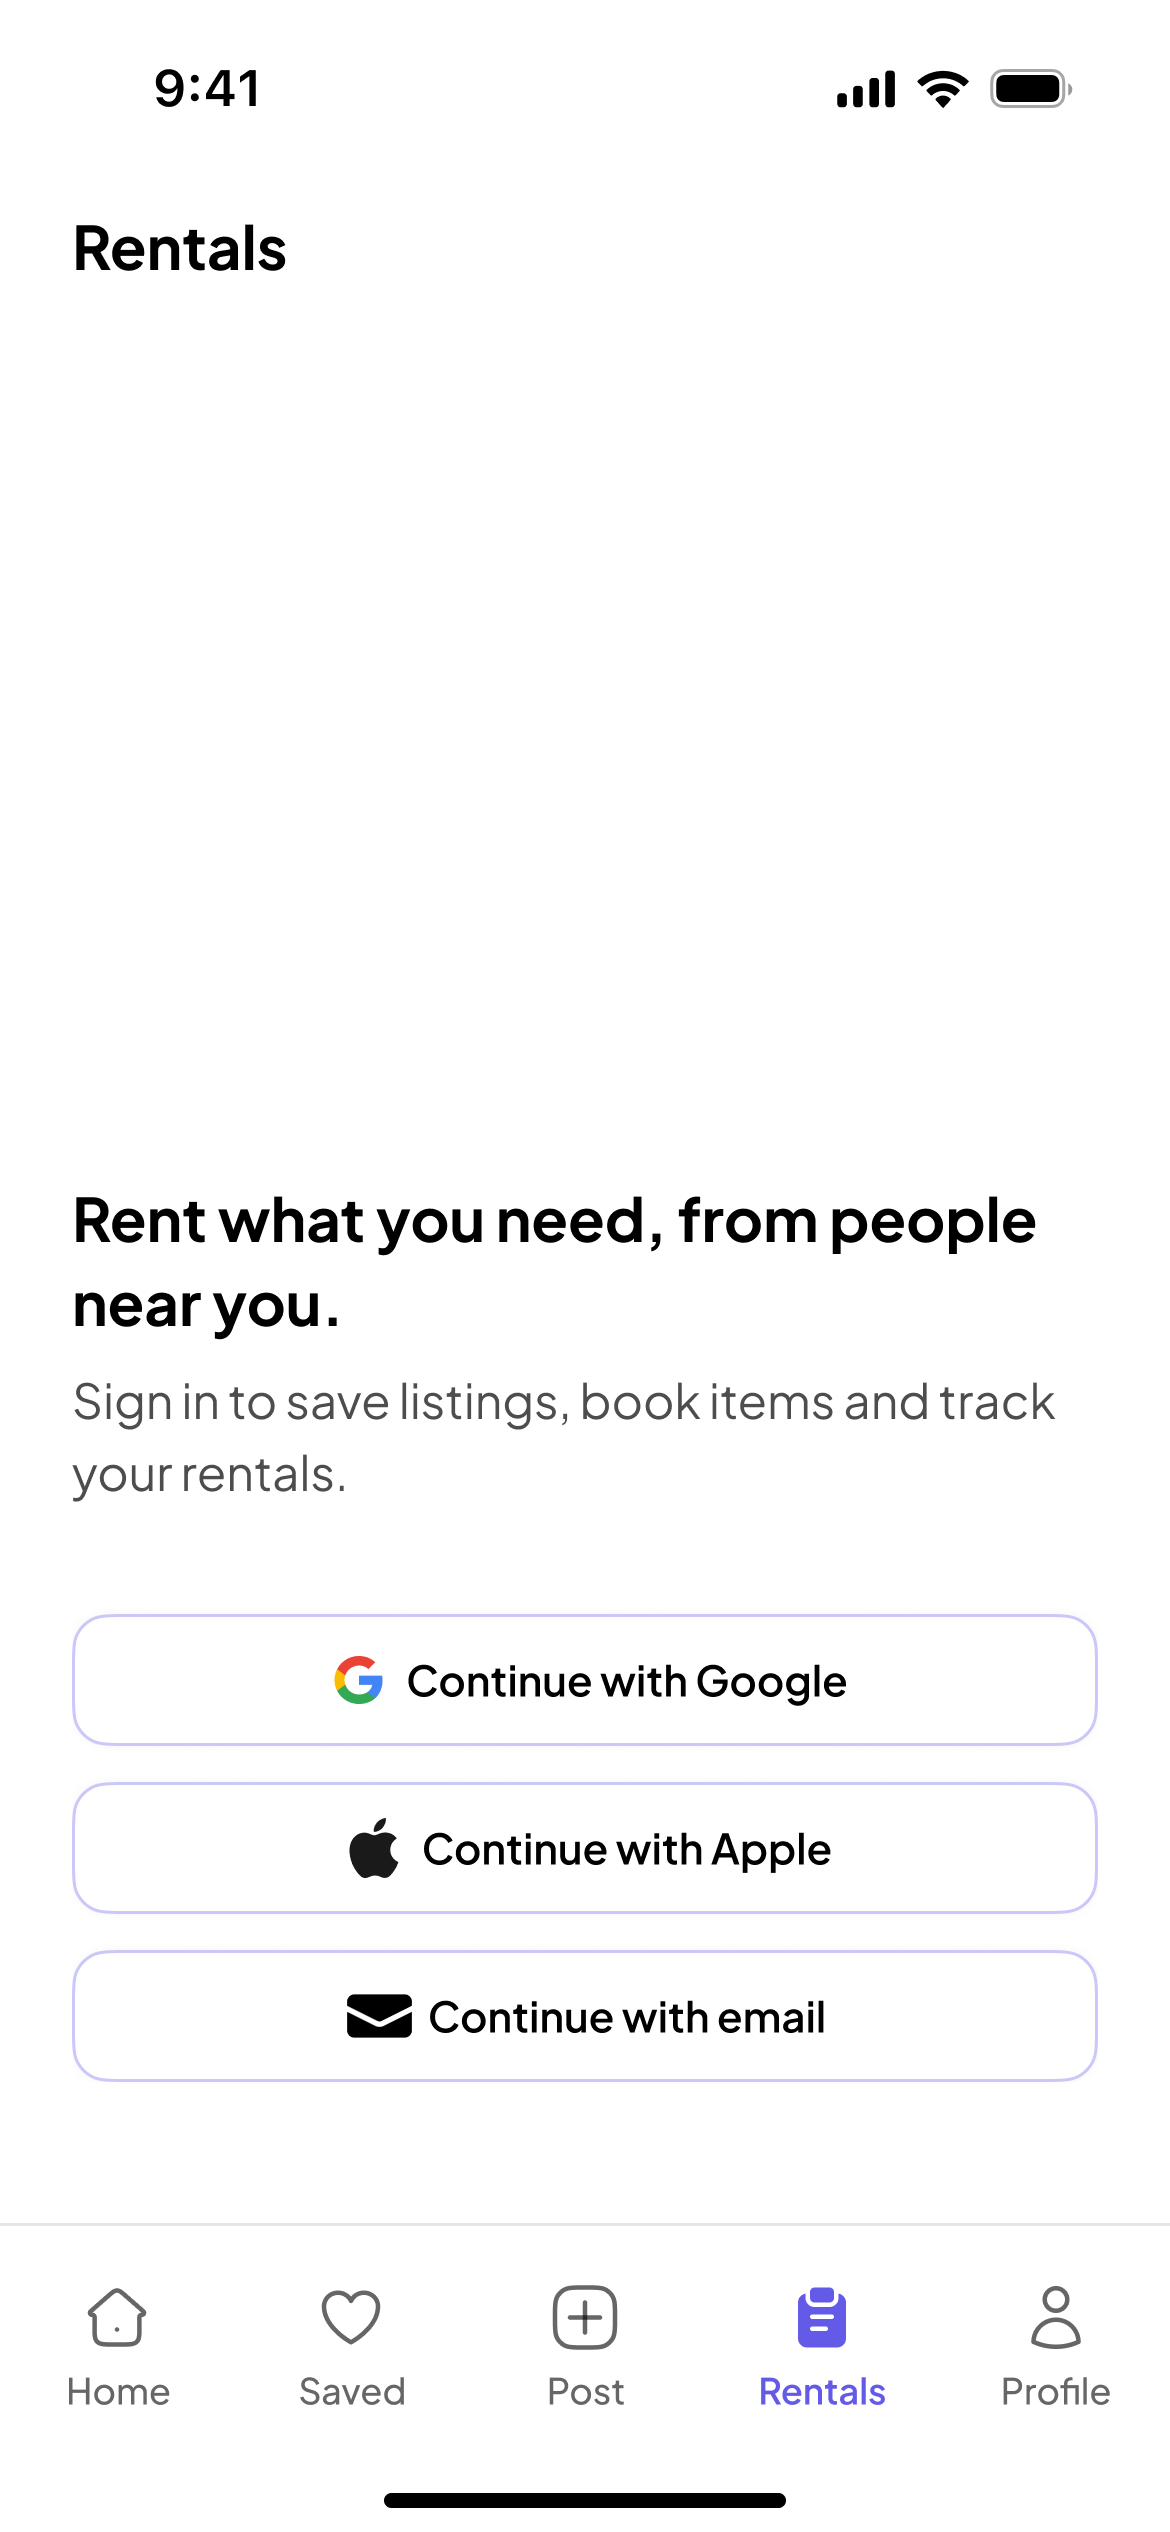 9:41
Rentals
Rent what you need, from people
near you.
Sign in to save listings, book items and track
your rentals.
Continue with Google
Continue with Apple
Continue with email
Home Saved Post Rentals Profile